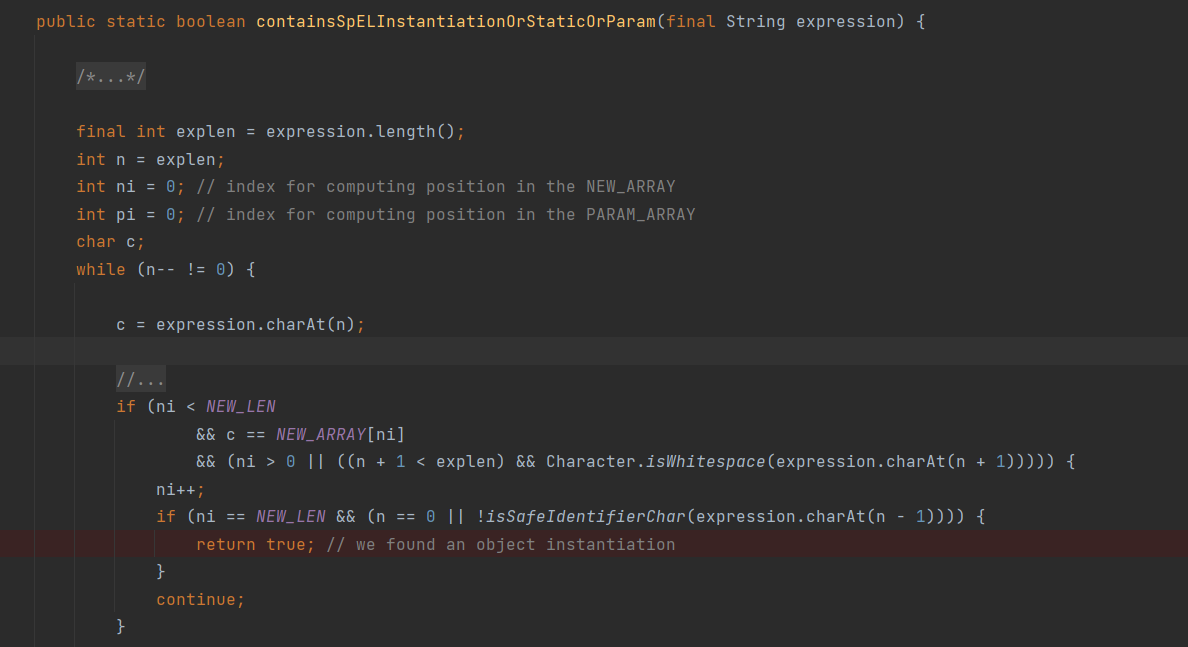 public static boolean containsSpELInstantiationOrStaticOrParam(final String expression) {
/*...*/
final int explen = expression.length();
int n = explen;
int ni = 0; // index for computing position in the NEW_ARRAY
int pi = 0; // index for computing position in the PARAM_ARRAY
char c;
while (n-- != 0) {
c = expression.charAt(n);
//...
if (ni < NEW_LEN
&& c == NEW_ARRAY[ni]
&& (ni > 0 || ((n + 1 < explen) && Character.isWhitespace(expression.charAt(n + 1))))) {
ni++;
if (ni == NEW_LEN && (n == 0 || !isSafeIdentifierChar(expression.charAt(n - 1)))) {
return true; // we found an object instantiation
}
continue;
}